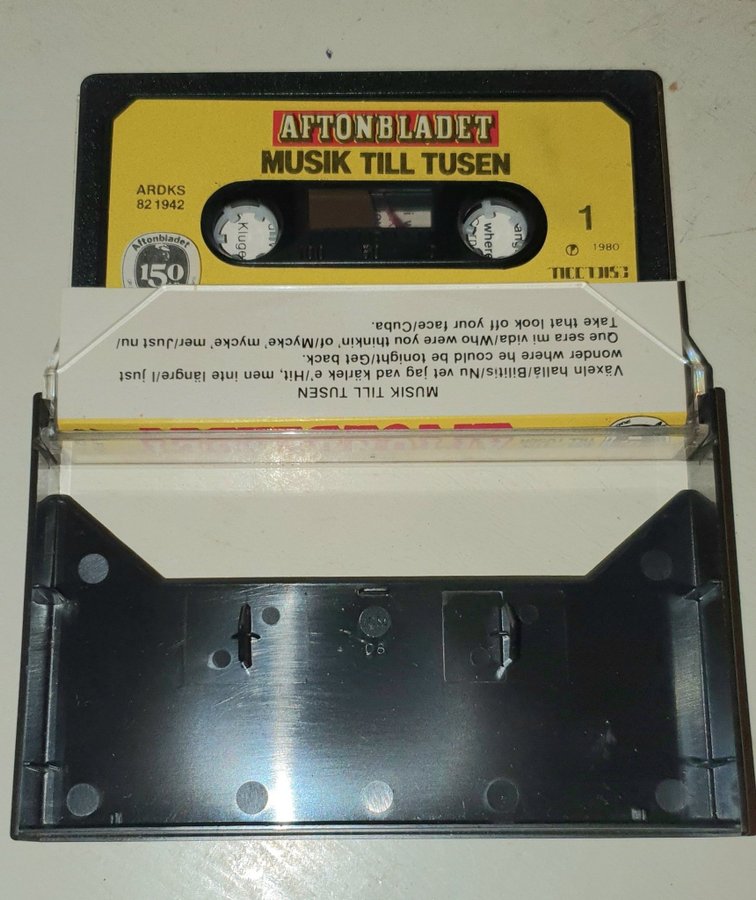 AFTONBLADET
MUSIK TILL TUSEN
ARDKS
82 1942
1
Ⓟ 1980
Aftonbladet
150
Kluge
where
MUSIK TILL TUSEN
Växeln hallå/Bilitis/Nu vet jag vad kärlek e'/Hit, men inte längre/I just
wonder where he could be tonight/Get back.
Que sera mi vida/Who were you thinkin' of/Mycke' mycke' mer/Just nu/
Take that look off your face/Cuba.